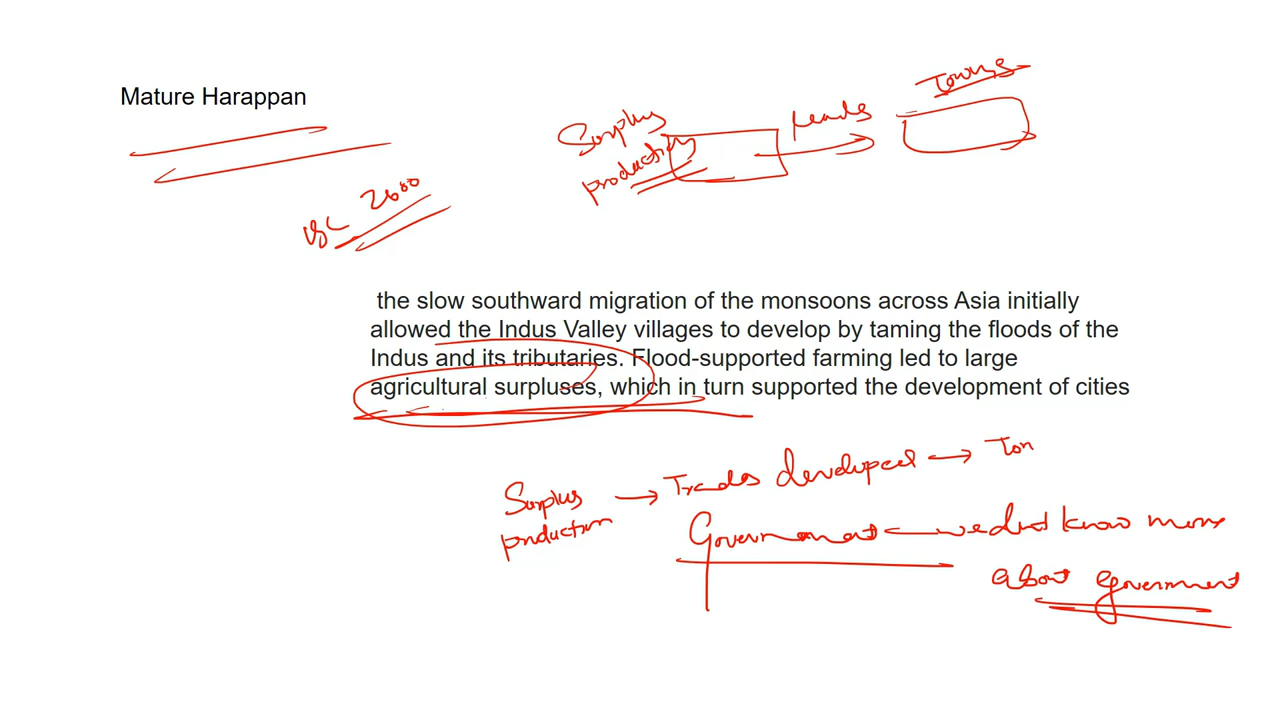 Towns
Mature Harappan
Surplus
production
leads
BC 2600
the slow southward migration of the monsoons across Asia initially
allowed the Indus Valley villages to develop by taming the floods of the
Indus and its tributaries. Flood-supported farming led to large
agricultural surpluses, which in turn supported the development of cities
Surplus
production
Trades developed
Ton
Government
we dont know more
about government